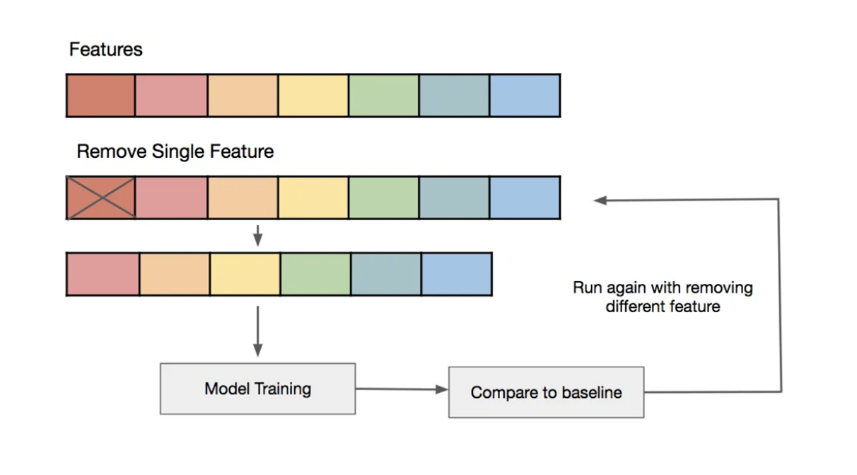 Features
Remove Single Feature
Run again with removing
different feature
Model Training
Compare to baseline